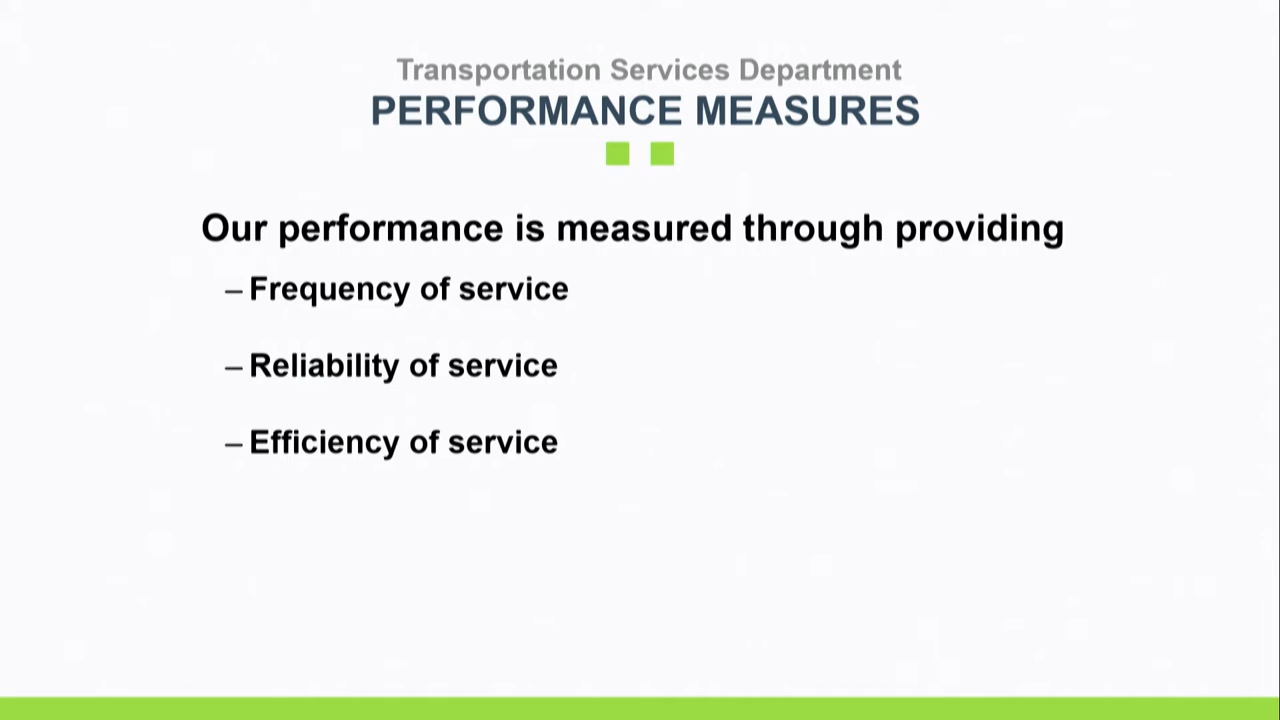 Transportation Services Department
PERFORMANCE MEASURES
Our performance is measured through providing
– Frequency of service
– Reliability of service
– Efficiency of service